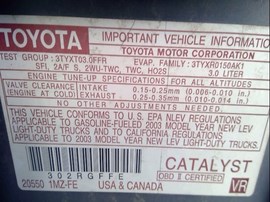 TOYOTA
IMPORTANT VEHICLE INFORMATION
TOYOTA MOTOR CORPORATION
TEST GROUP : 3TYXT03.0FFR EVAP. FAMILY : 3TYXR0150AK1
SFI, 2A/F S, 2WU-TWC, TWC, HO2S 3.0 LITER
ENGINE TUNE-UP SPECIFICATIONS FOR ALL ALTITUDES
VALVE CLEARANCE INTAKE 0.15-0.25mm (0.006-0.010 in.)
ENGINE AT COLD EXHAUST 0.25-0.35mm (0.010-0.014 in.)
NO OTHER ADJUSTMENTS NEEDED.
CONFORMS TO U.S. EPA NLEV REGULATIONS
APPLICABLE TO GASOLINE-FUELED 2003 MODEL YEAR NEW LEV
LIGHT-DUTY TRUCKS AND TO CALIFORNIA REGULATIONS
APPLICABLE TO 2003 MODEL YEAR NEW LEV LIGHT-DUTY
TRUCKS.
CATALYST
302RGFFE
OBD II CERTIFIED
20550 1MZ-FE USA & CANADA VR